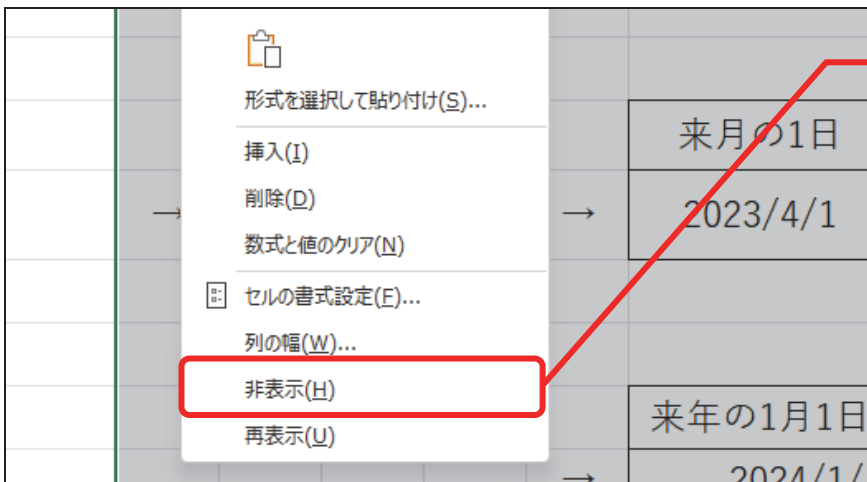 形式を選択して貼り付け(S)...
来月の1日
挿入(I)
削除(D)
→
→
2023/4/1
数式と値のクリア(N)
セルの書式設定(F)...
列の幅(W)...
非表示(H)
来年の1月1日
再表示(U)
→
2024/1/